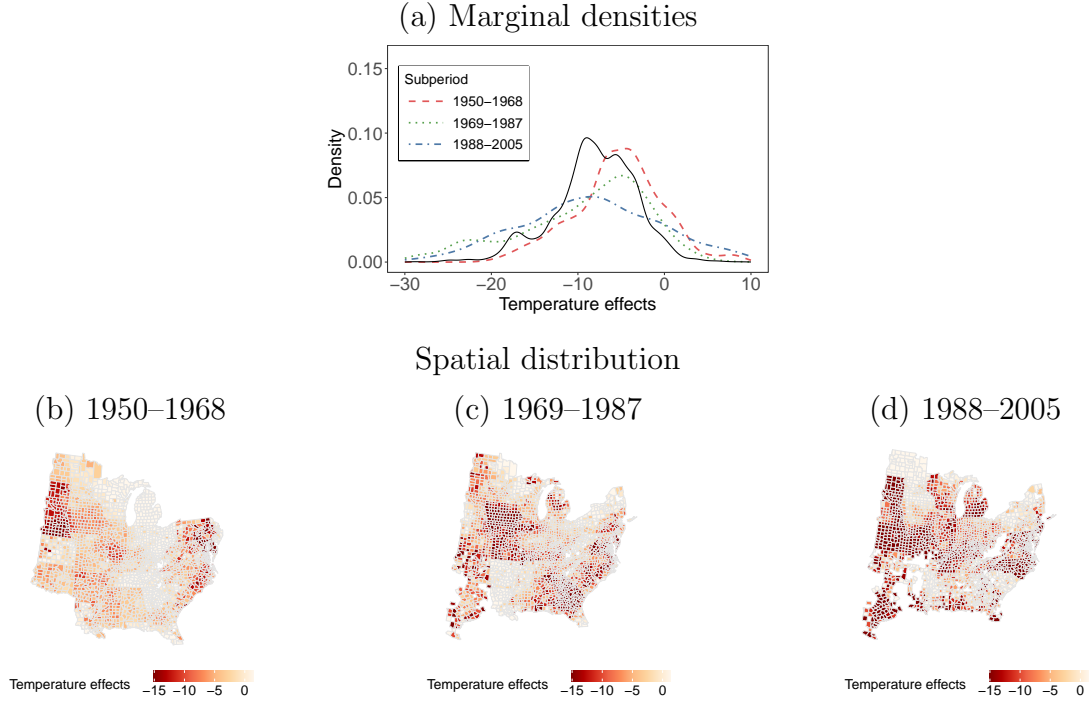 (a) Marginal densities
0.15
0.10
0.05
0.00
Density
Subperiod
1950–1968
1969–1987
1988–2005
−30 −20 −10 0 10
Temperature effects
Spatial distribution
(b) 1950–1968 (c) 1969–1987 (d) 1988–2005
Temperature effects −15 −10 −5 0 Temperature effects −15 −10 −5 0 Temperature effects −15 −10 −5 0